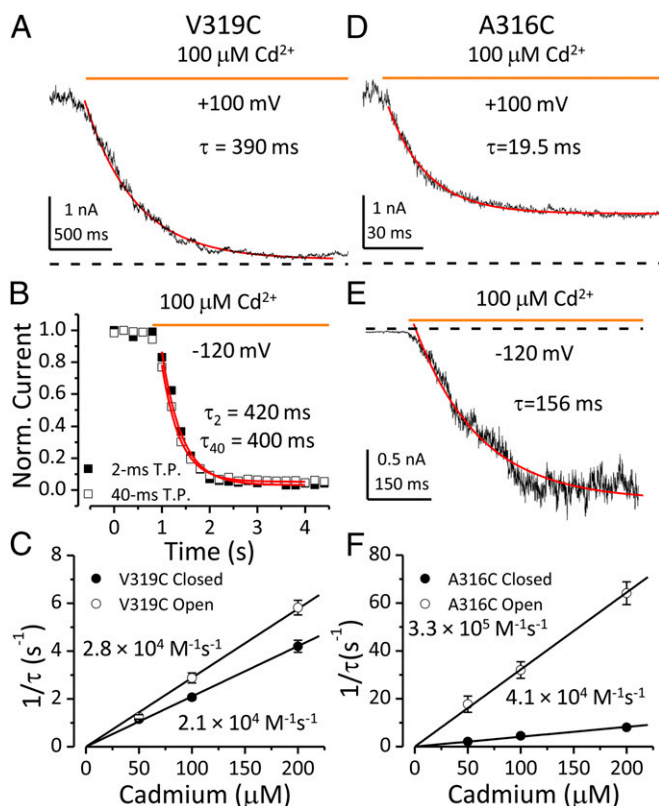 A
V319C
100 μM Cd²⁺
+100 mV
τ = 390 ms
1 nA
500 ms
D
A316C
100 μM Cd²⁺
+100 mV
τ=19.5 ms
1 nA
30 ms
B
100 μM Cd²⁺
-120 mV
τ₂ = 420 ms
τ₄₀ = 400 ms
2-ms T.P.
40-ms T.P.
Norm. Current
1.0
0.8
0.6
0.4
0.2
0.0
0 1 2 3 4
Time (s)
E
100 μM Cd²⁺
-120 mV
τ=156 ms
0.5 nA
150 ms
C
V319C Closed
V319C Open
2.8 × 10⁴ M⁻¹s⁻¹
2.1 × 10⁴ M⁻¹s⁻¹
1/τ (s⁻¹)
8
6
4
2
0
0 50 100 150 200
Cadmium (μM)
F
A316C Closed
A316C Open
3.3 × 10⁵ M⁻¹s⁻¹
4.1 × 10⁴ M⁻¹s⁻¹
1/τ(s⁻¹)
80
60
40
20
0
0 50 100 150 200
Cadmium (μM)